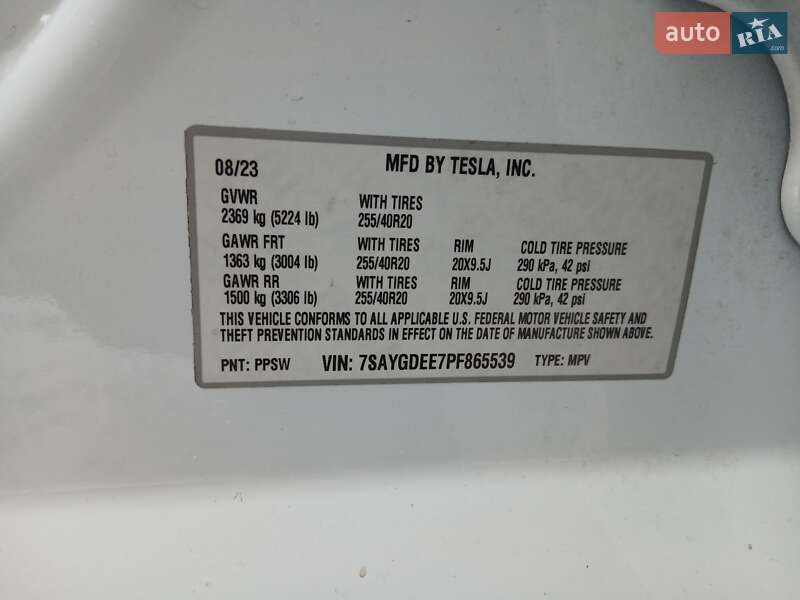 auto RIA.com
08/23 MFD BY TESLA, INC.
GVWR WITH TIRES
2369 kg (5224 lb) 255/40R20
GAWR FRT WITH TIRES RIM COLD TIRE PRESSURE
1363 kg (3004 lb) 255/40R20 20X9.5J 290 kPa, 42 psi
GAWR RR WITH TIRES RIM COLD TIRE PRESSURE
1500 kg (3306 lb) 255/40R20 20X9.5J 290 kPa, 42 psi
THIS VEHICLE CONFORMS TO ALL APPLICABLE U.S. FEDERAL MOTOR VEHICLE SAFETY AND
THEFT PREVENTION STANDARDS IN EFFECT ON THE DATE OF MANUFACTURE SHOWN ABOVE.
PNT: PPSW VIN: 7SAYGDEE7PF865539 TYPE: MPV